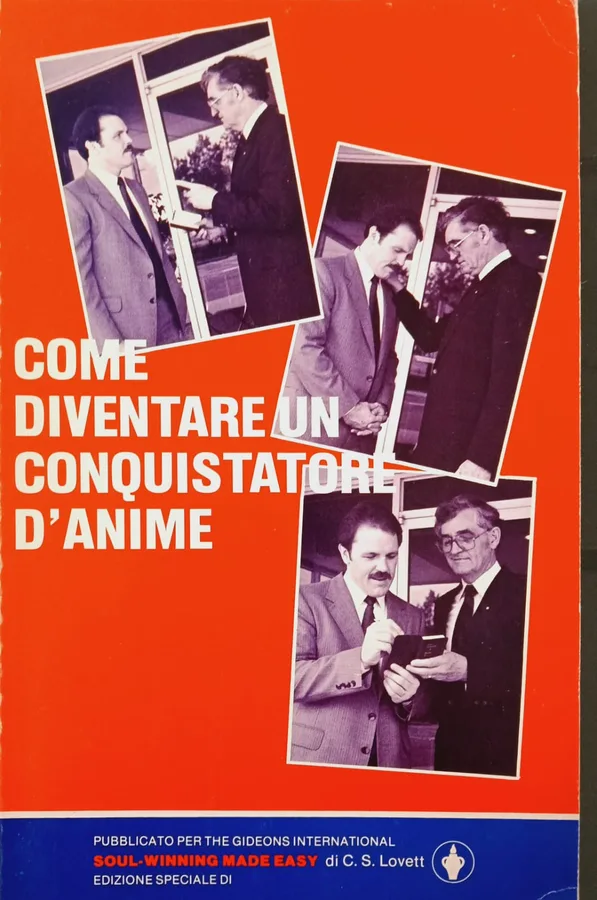 COME
DIVENTARE UN
CONQUISTATORE
D'ANIME
PUBBLICATO PER THE GIDEONS INTERNATIONAL
SOUL-WINNING MADE EASY di C. S. Lovett
EDIZIONE SPECIALE DI